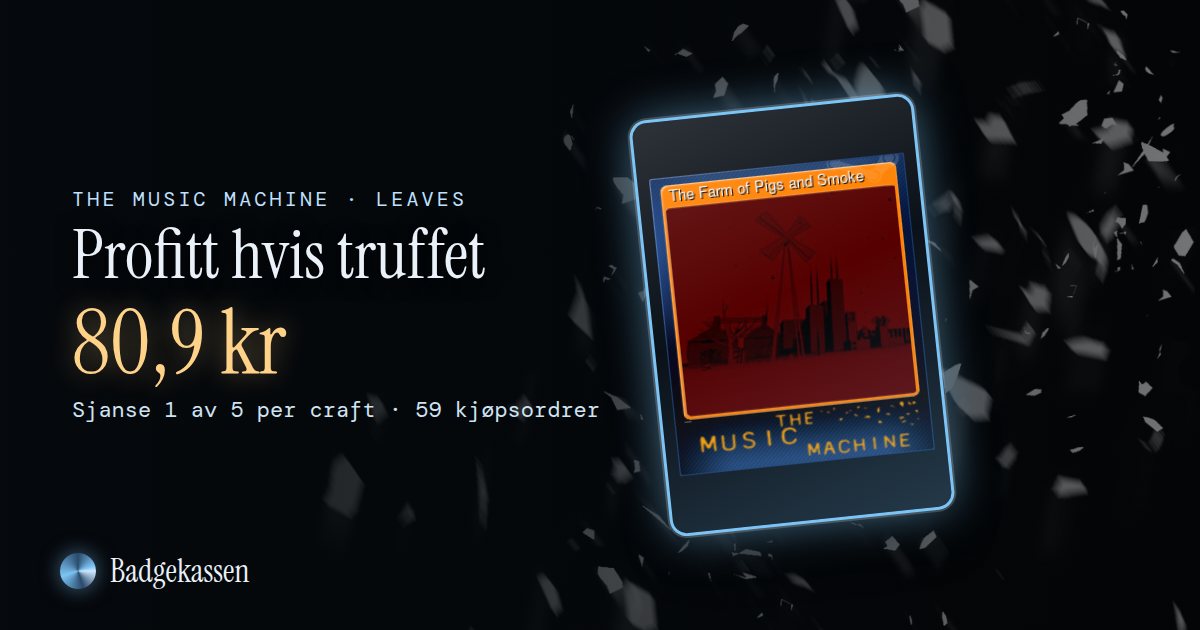 THE MUSIC MACHINE · LEAVES
Profitt hvis truffet
80,9 kr
Sjanse 1 av 5 per craft · 59 kjøpsordrer
Badgekassen
The Farm of Pigs and Smoke
THE
MUSIC
MACHINE